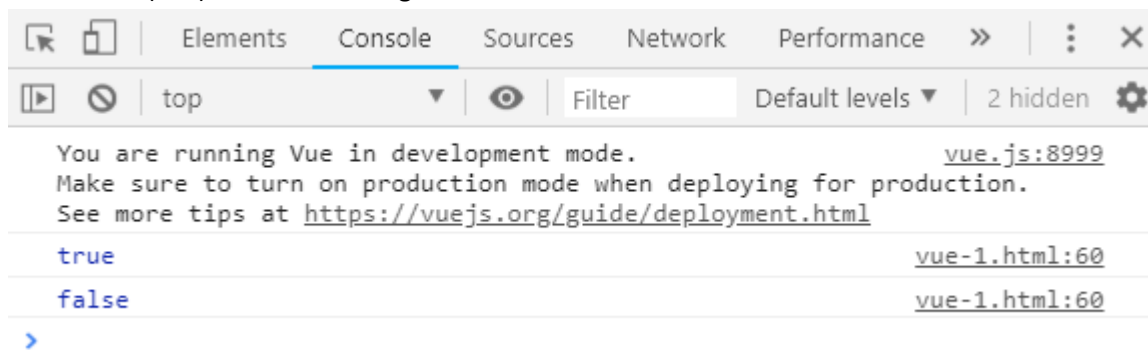 Elements Console Sources Network Performance »
top Filter Default levels 2 hidden
You are running Vue in development mode. vue.js:8999
Make sure to turn on production mode when deploying for production.
See more tips at https://vuejs.org/guide/deployment.html
true vue-1.html:60
false vue-1.html:60